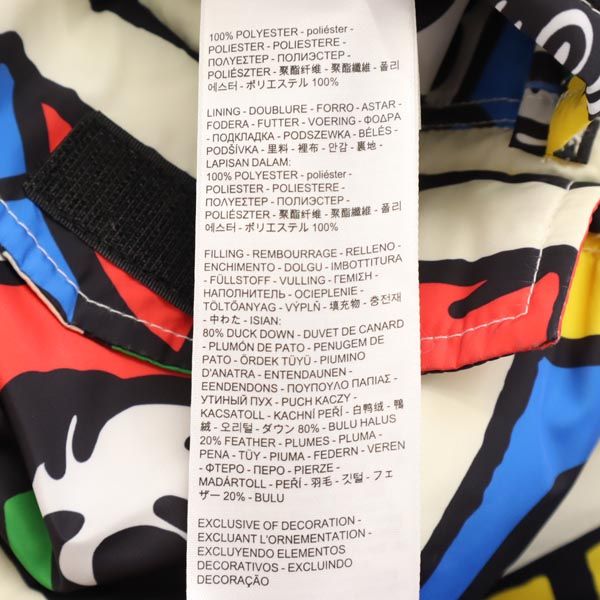 100% POLYESTER - poliéster -
POLIESTER - POLIESTERE -
ПОЛУЕСТЕР - ПОЛИЭСТЕР -
POLIÉSZTER - 聚酯纤维 - 聚酯纖維 - 폴리
에스터 - ポリエステル 100%
LINING - DOUBLURE - FORRO - ASTAR -
FODERA - FUTTER - VOERING - ΦΟΔΡΑ
- ПОДКЛАДКА - PODSZEWKA - BÉLÉS -
PODŠÍVKA - 里料 - 裡布 - 안감 - 裏地 -
LAPISAN DALAM:
100% POLYESTER - poliéster -
POLIESTER - POLIESTERE -
ПОЛУЕСТЕР - ПОЛИЭСТЕР -
POLIÉSZTER - 聚酯纤维 - 聚酯纖維 - 폴리
에스터 - ポリエステル 100%
FILLING - REMBOURRAGE - RELLENO -
ENCHIMENTO - DOLGU - IMBOTTITURA
- FÜLLSTOFF - VULLING - ΓΕΜΙΣΗ -
НАПОЛНИТЕЛЬ - OCIEPLENIE -
TÖLTŐANYAG - VÝPLŇ - 填充物 - 충전재
- 中わた - ISIAN:
80% DUCK DOWN - DUVET DE CANARD
- PLUMÓN DE PATO - PENUGEM DE
PATO - ÖRDEK TÜYÜ - PIUMINO
D'ANATRA - ENTENDAUNEN -
EENDENDONS - ΠΟΥΠΟΥΛΟ ΠΑΠΙΑΣ -
УТИНЫЙ ПУХ - PUCH KACZY -
KACSATOLL - KACHNÍ PEŘÍ - 白鸭绒 - 鴨
絨 - 오리털 - ダウン 80% - BULU HALUS
20% FEATHER - PLUMES - PLUMA -
PENA - TÜY - PIUMA - FEDERN - VEREN
- ΦΤΕΡΟ - ПЕРО - PIERZE -
MADÁRTOLL - PEŘÍ - 羽毛 - 깃털 - フェ
ザー 20% - BULU
EXCLUSIVE OF DECORATION -
EXCLUANT L'ORNEMENTATION -
EXCLUYENDO ELEMENTOS
DECORATIVOS - EXCLUINDO
DECORAÇÃO